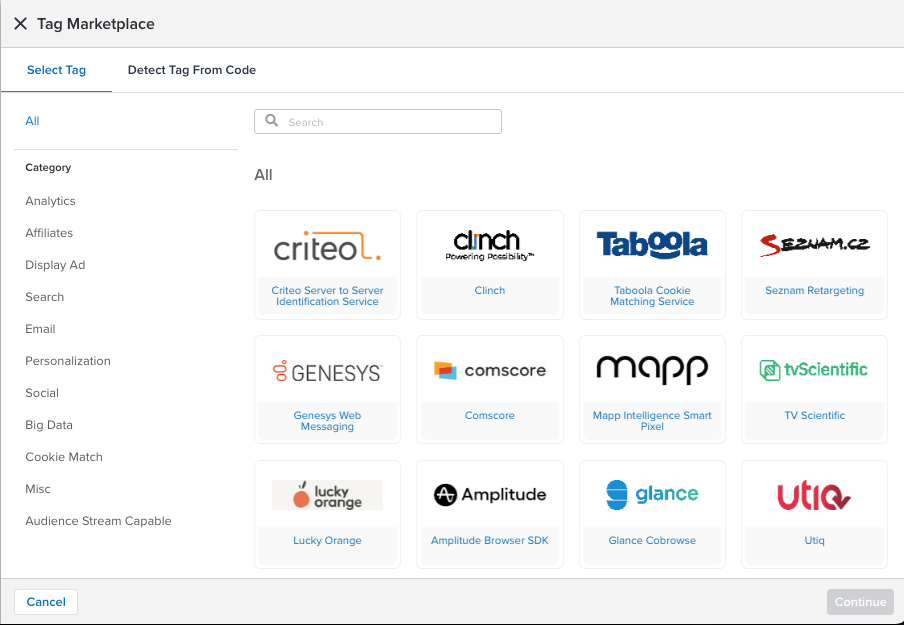 Tag Marketplace
Select Tag
Detect Tag From Code
All
Category
Analytics
Affiliates
Display Ad
Search
Email
Personalization
Social
Big Data
Cookie Match
Misc
Audience Stream Capable
Search
All
criteo
Criteo Server to Server
Identification Service
clinch
Powering Possibility™
Clinch
Taboola
Taboola Cookie
Matching Service
SEZNAM.CZ
Seznam Retargeting
GENESYS
Genesys Web
Messaging
comscore
Comscore
mapp
Mapp Intelligence Smart
Pixel
tvScientific
TV Scientific
lucky
orange
Lucky Orange
Amplitude
Amplitude Browser SDK
glance
Glance Cobrowse
utiq
Utiq
Cancel
Continue